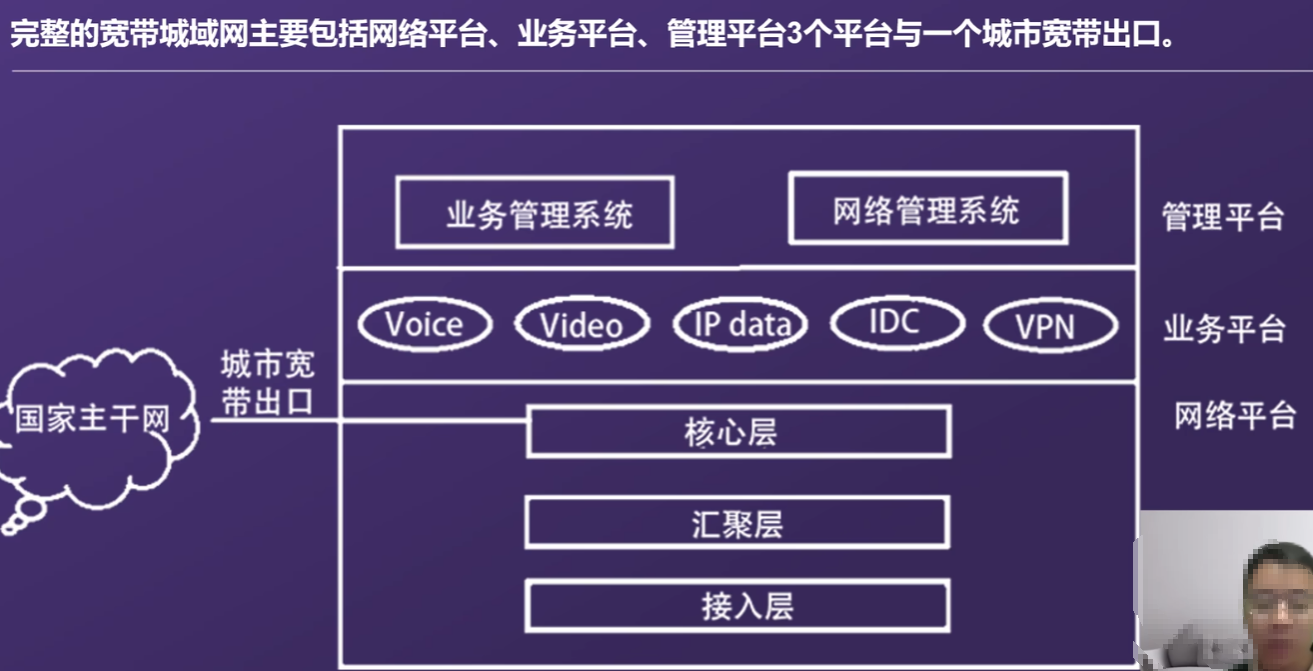 完整的宽带城域网主要包括网络平台、业务平台、管理平台3个平台与一个城市宽带出口。
业务管理系统
网络管理系统
管理平台
Voice
Video
IP data
IDC
VPN
业务平台
城市宽
带出口
国家主干网
网络平台
核心层
汇聚层
接入层